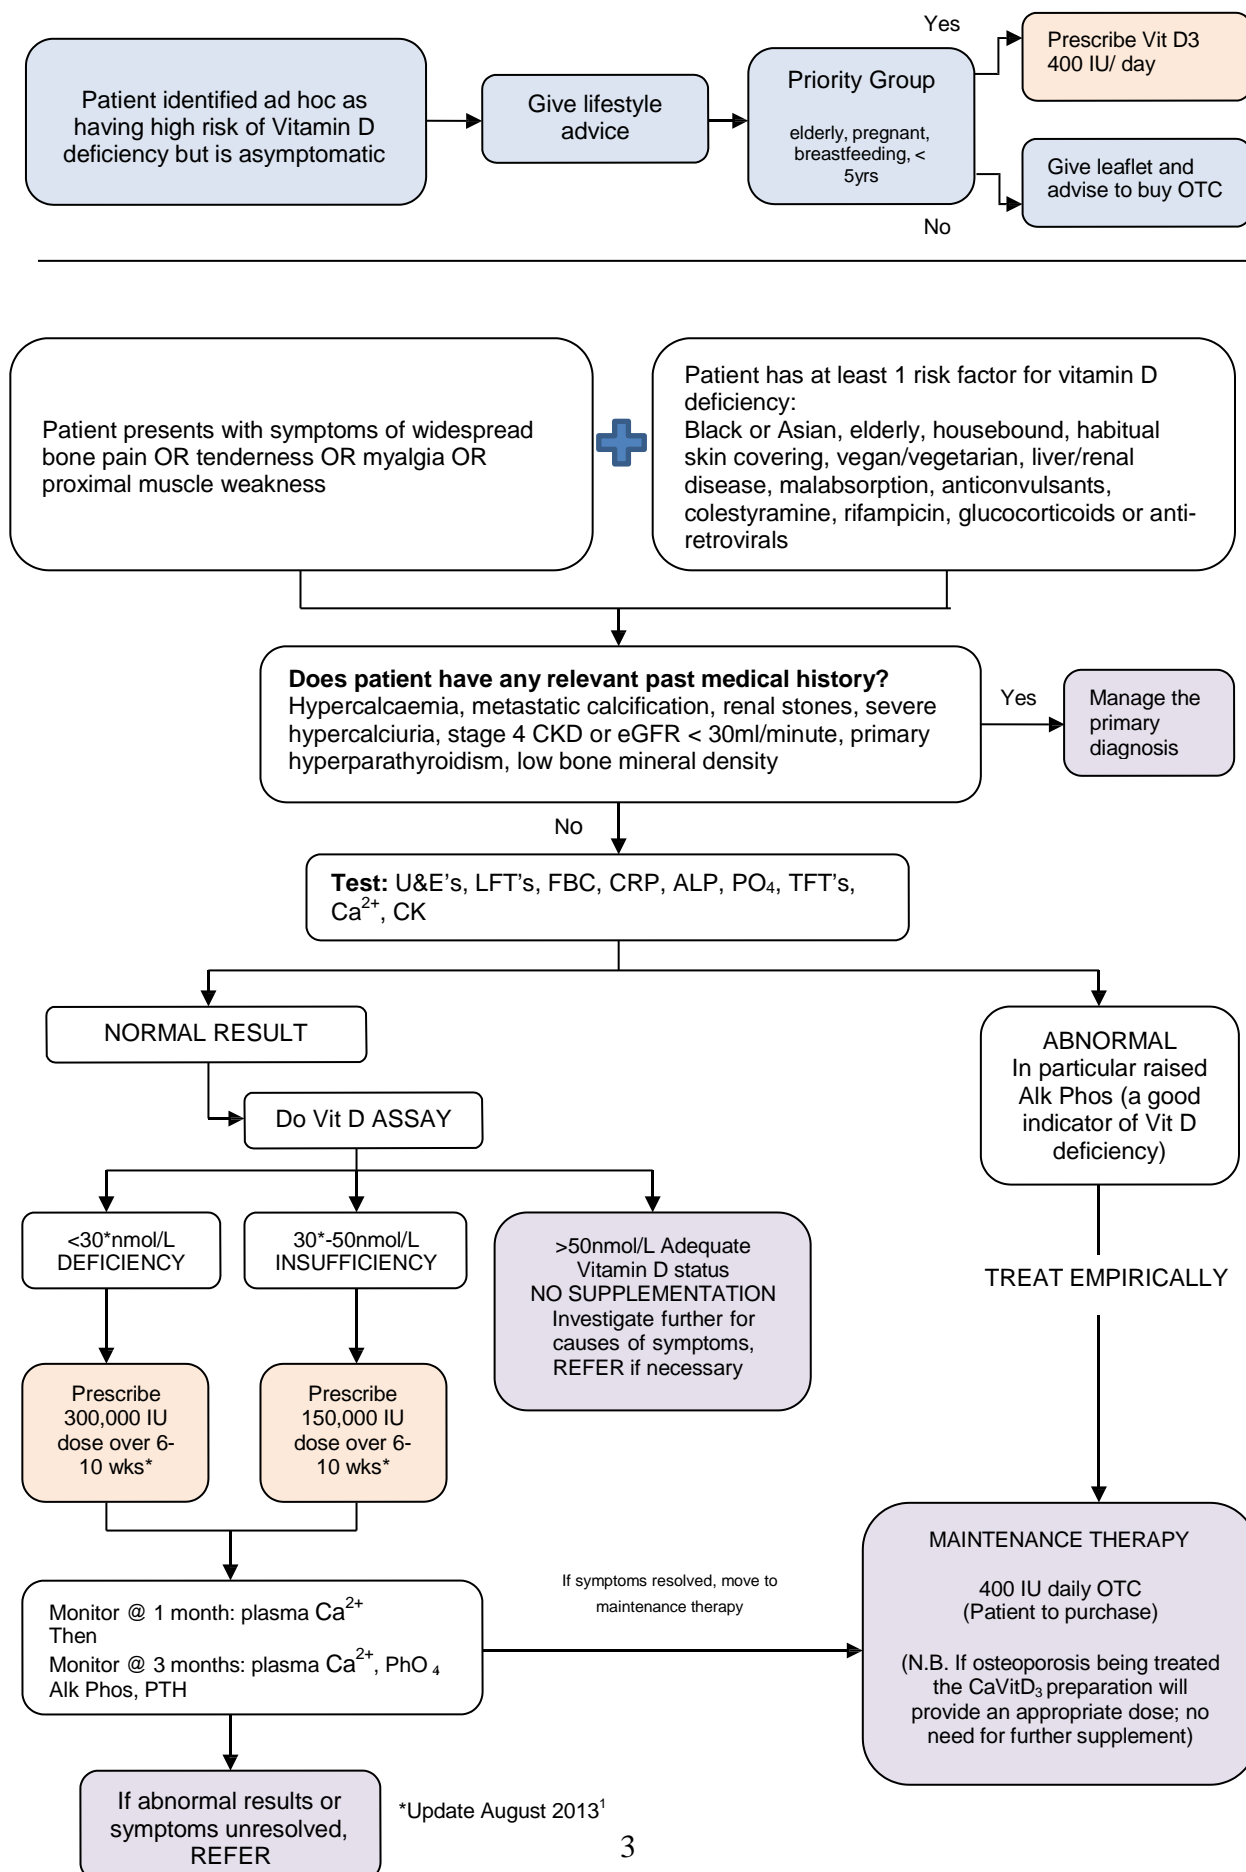 Patient identified ad hoc as
having high risk of Vitamin D
deficiency but is asymptomatic
Give lifestyle
advice
Priority Group
elderly, pregnant,
breastfeeding, <
5yrs
Yes
Prescribe Vit D3
400 IU/ day
Give leaflet and
advise to buy OTC
No
Patient presents with symptoms of widespread
bone pain OR tenderness OR myalgia OR
proximal muscle weakness
Patient has at least 1 risk factor for vitamin D
deficiency:
Black or Asian, elderly, housebound, habitual
skin covering, vegan/vegetarian, liver/renal
disease, malabsorption, anticonvulsants,
colestyramine, rifampicin, glucocorticoids or anti-
retrovirals
Does patient have any relevant past medical history?
Hypercalcaemia, metastatic calcification, renal stones, severe
hypercalciuria, stage 4 CKD or eGFR < 30ml/minute, primary
hyperparathyroidism, low bone mineral density
Yes
Manage the
primary
diagnosis
No
Test: U&E's, LFT's, FBC, CRP, ALP, PO₄, TFT's,
Ca²⁺, CK
NORMAL RESULT
Do Vit D ASSAY
ABNORMAL
In particular raised
Alk Phos (a good
indicator of Vit D
deficiency)
<30*nmol/L
DEFICIENCY
30*-50nmol/L
INSUFFICIENCY
>50nmol/L Adequate
Vitamin D status
NO SUPPLEMENTATION
Investigate further for
causes of symptoms,
REFER if necessary
TREAT EMPIRICALLY
Prescribe
300,000 IU
dose over 6-
10 wks*
Prescribe
150,000 IU
dose over 6-
10 wks*
Monitor @ 1 month: plasma Ca²⁺
Then
Monitor @ 3 months: plasma Ca²⁺, PhO₄
Alk Phos, PTH
If symptoms resolved, move to
maintenance therapy
MAINTENANCE THERAPY
400 IU daily OTC
(Patient to purchase)
(N.B. If osteoporosis being treated
the CaVitD₃ preparation will
provide an appropriate dose; no
need for further supplement)
If abnormal results or
symptoms unresolved,
REFER
*Update August 2013¹
3